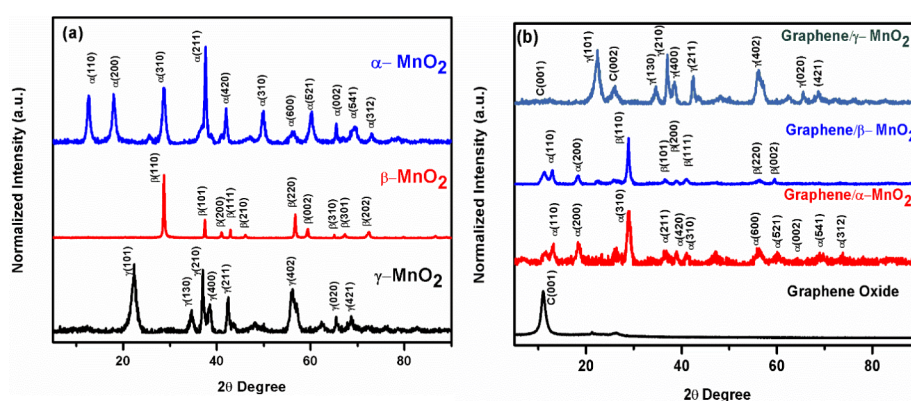 (a)
Normalized Intensity (a.u.)
α(110)
α(200)
α(310)
α(211)
α(420)
α(310)
α(600)
α(521)
α(002)
α(541)
α(312)
α– MnO2
β(110)
β(101)
β(200)
β(111)
β(210)
β(220)
β(002)
β(310)
β(301)
β(202)
β–MnO2
γ(101)
γ(130)
γ(210)
γ(400)
γ(211)
γ(402)
γ(020)
γ(421)
γ–MnO2
20 40 60 80
2θ Degree
(b)
Normalized Intensity (a.u.)
Graphene/γ– MnO2
C(001)
γ(101)
C(002)
γ(130)
γ(210)
γ(400)
γ(211)
γ(402)
γ(020)
(421)
Graphene/β– MnO2
α(110)
α(200)
β(110)
β(101)
β(200)
β(111)
β(220)
β(002)
Graphene/α–MnO2
α(110)
α(200)
α(310)
α(211)
α(420)
α(310)
α(600)
α(521)
α(002)
α(541)
α(312)
Graphene Oxide
C(001)
20 40 60 80
2θ Degree